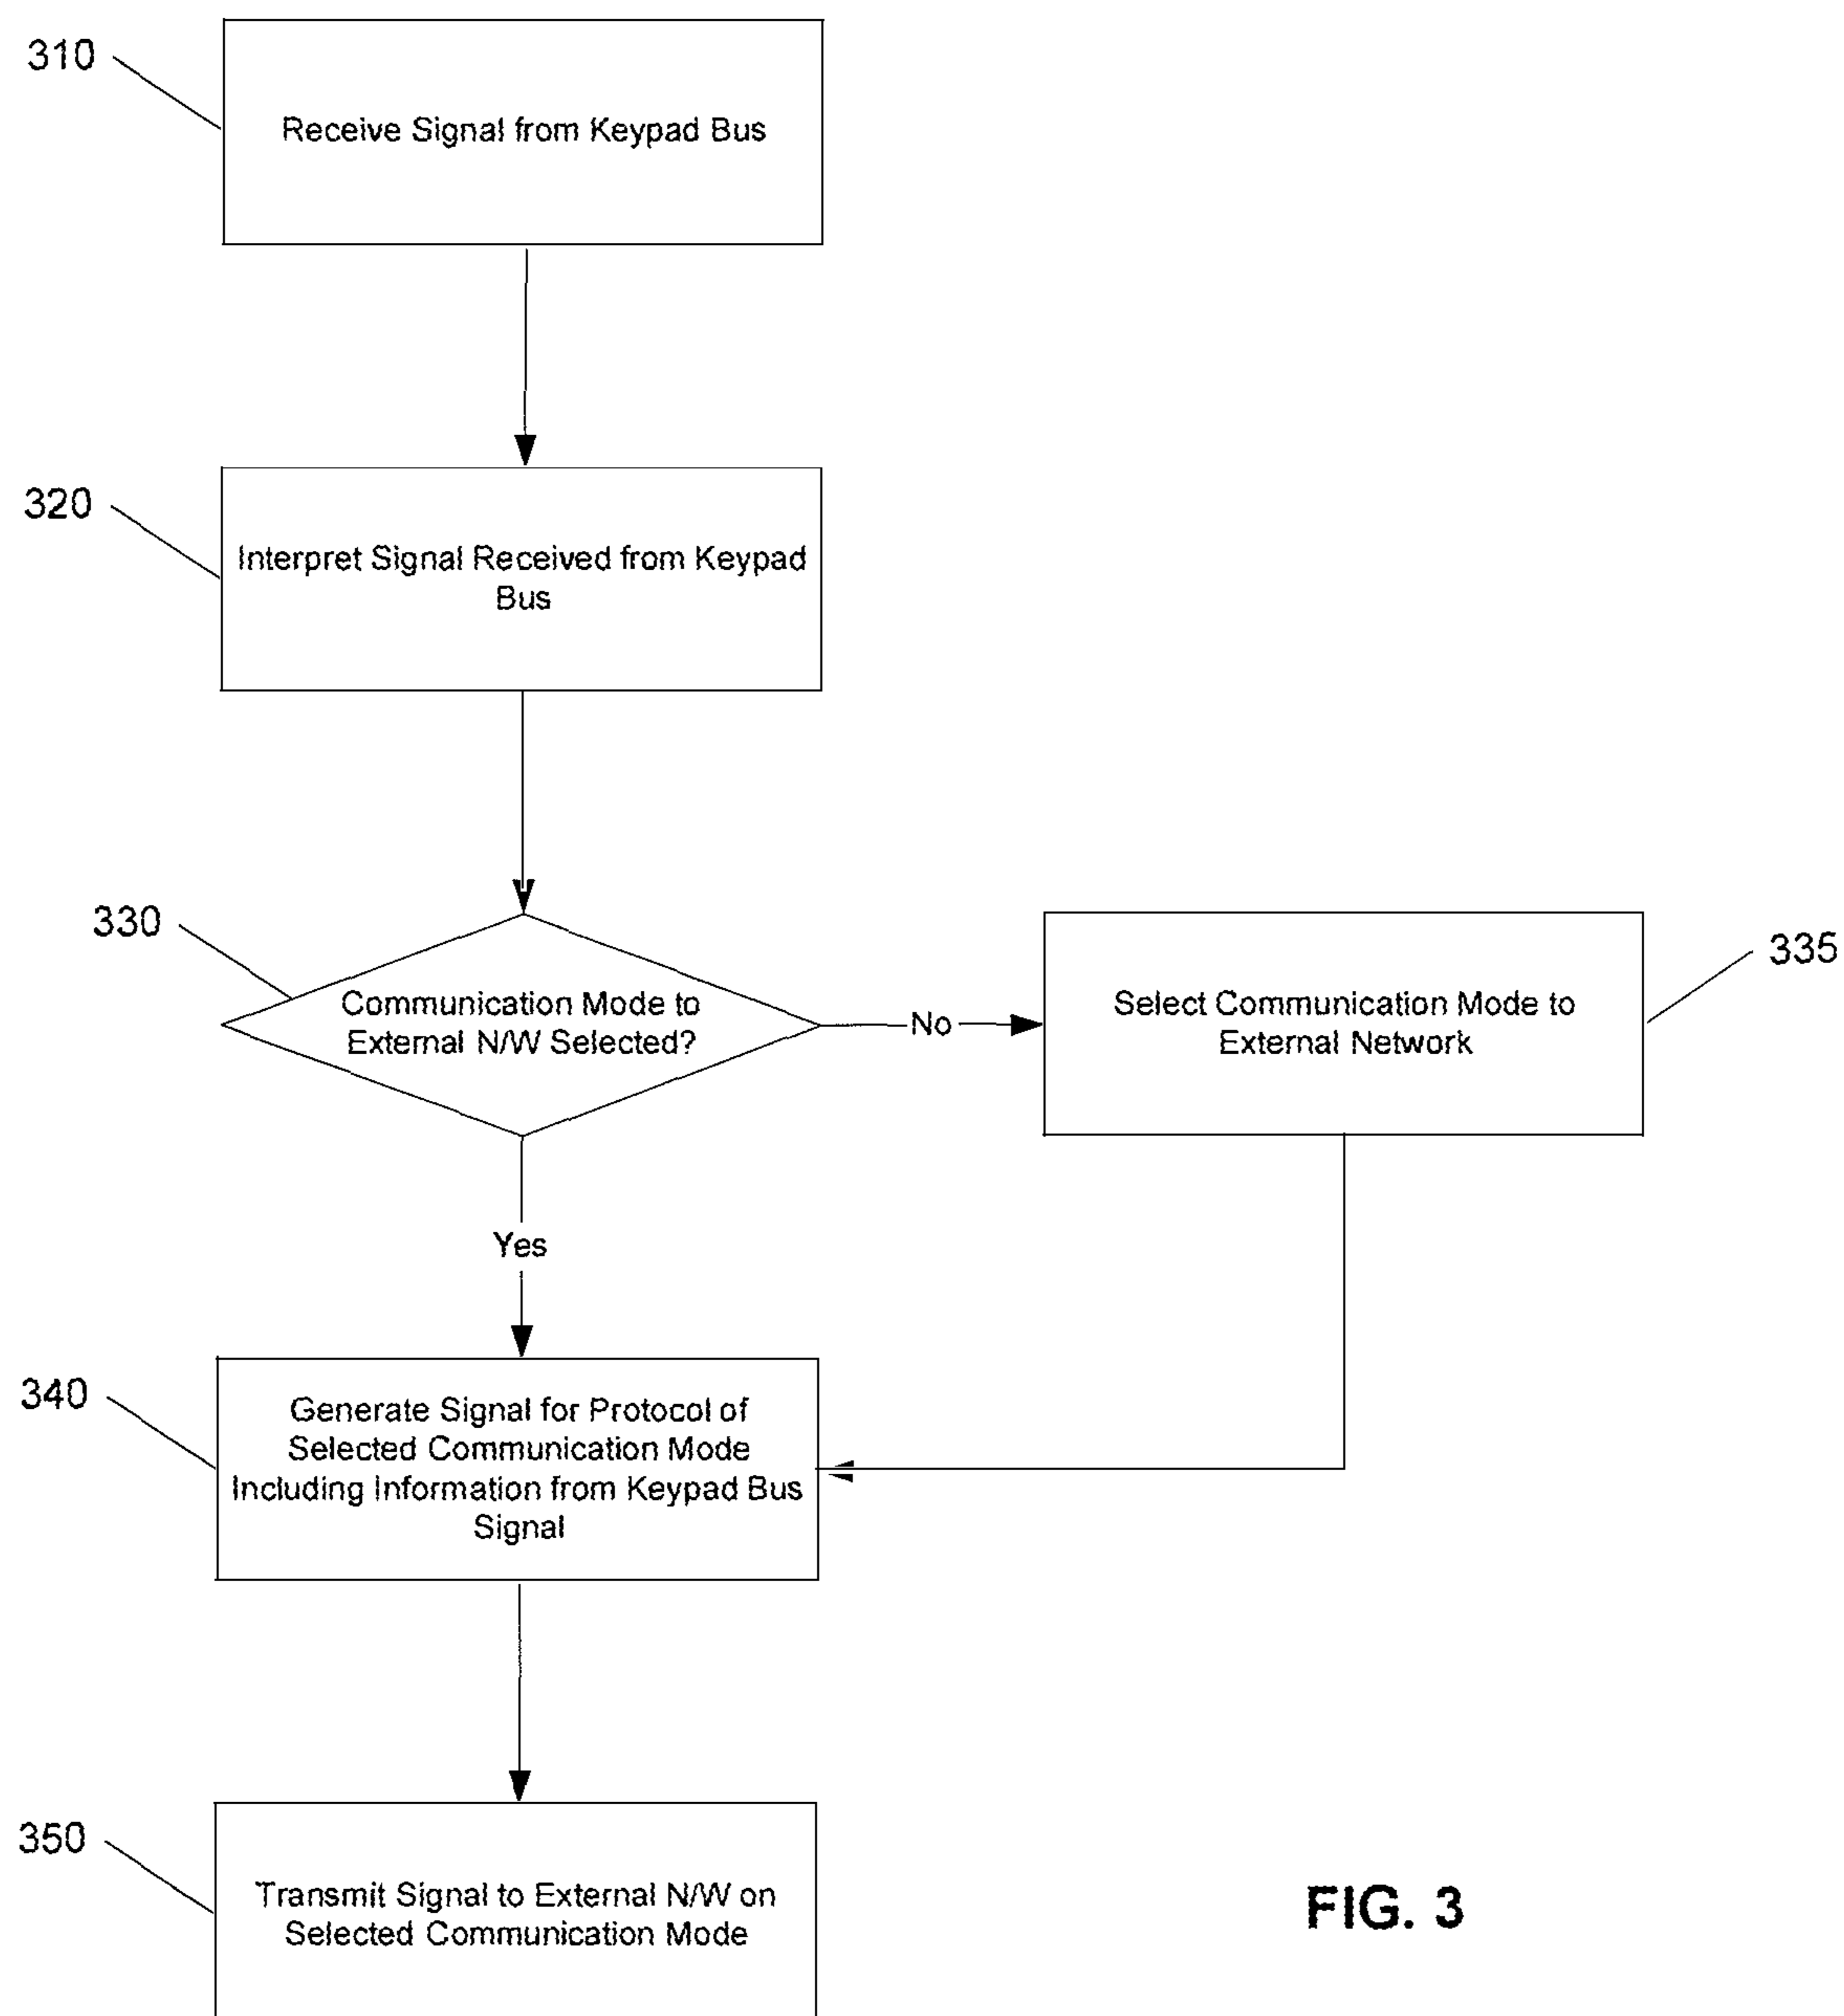 310
Receive Signal from Keypad Bus
320
Interpret Signal Received from Keypad
Bus
330
Communication Mode to
External N/W Selected?
No
335
Select Communication Mode to
External Network
Yes
340
Generate Signal for Protocol of
Selected Communication Mode
Including Information from Keypad Bus
Signal
350
Transmit Signal to External N/W on
Selected Communication Mode
FIG. 3